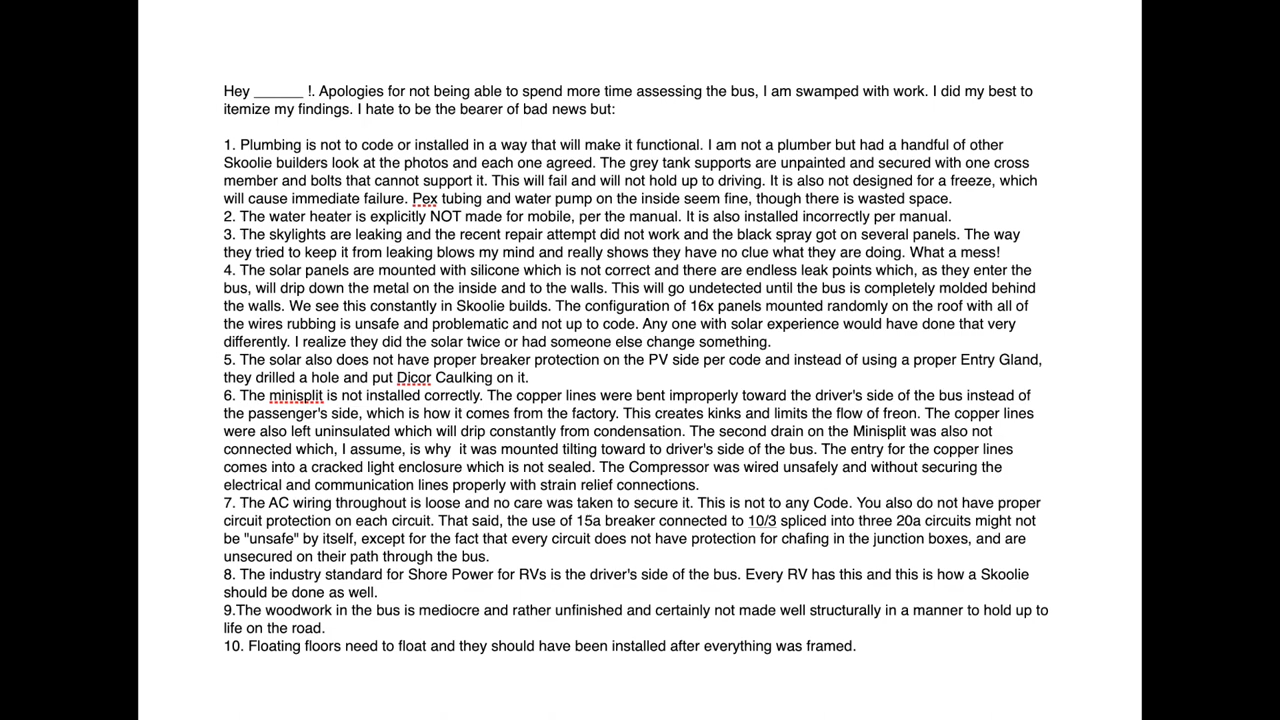 Hey ______ !. Apologies for not being able to spend more time assessing the bus, I am swamped with work. I did my best to
itemize my findings. I hate to be the bearer of bad news but:
1. Plumbing is not to code or installed in a way that will make it functional. I am not a plumber but had a handful of other
Skoolie builders look at the photos and each one agreed. The grey tank supports are unpainted and secured with one cross
member and bolts that cannot support it. This will fail and will not hold up to driving. It is also not designed for a freeze, which
will cause immediate failure. Pex tubing and water pump on the inside seem fine, though there is wasted space.
2. The water heater is explicitly NOT made for mobile, per the manual. It is also installed incorrectly per manual.
3. The skylights are leaking and the recent repair attempt did not work and the black spray got on several panels. The way
they tried to keep it from leaking blows my mind and really shows they have no clue what they are doing. What a mess!
4. The solar panels are mounted with silicone which is not correct and there are endless leak points which, as they enter the
bus, will drip down the metal on the inside and to the walls. This will go undetected until the bus is completely molded behind
the walls. We see this constantly in Skoolie builds. The configuration of 16x panels mounted randomly on the roof with all of
the wires rubbing is unsafe and problematic and not up to code. Any one with solar experience would have done that very
differently. I realize they did the solar twice or had someone else change something.
5. The solar also does not have proper breaker protection on the PV side per code and instead of using a proper Entry Gland,
they drilled a hole and put Dicor Caulking on it.
6. The minisplit is not installed correctly. The copper lines were bent improperly toward the driver's side of the bus instead of
the passenger's side, which is how it comes from the factory. This creates kinks and limits the flow of freon. The copper lines
were also left uninsulated which will drip constantly from condensation. The second drain on the Minisplit was also not
connected which, I assume, is why  it was mounted tilting toward to driver's side of the bus. The entry for the copper lines
comes into a cracked light enclosure which is not sealed. The Compressor was wired unsafely and without securing the
electrical and communication lines properly with strain relief connections.
7. The AC wiring throughout is loose and no care was taken to secure it. This is not to any Code. You also do not have proper
circuit protection on each circuit. That said, the use of 15a breaker connected to 10/3 spliced into three 20a circuits might not
be "unsafe" by itself, except for the fact that every circuit does not have protection for chafing in the junction boxes, and are
unsecured on their path through the bus.
8. The industry standard for Shore Power for RVs is the driver's side of the bus. Every RV has this and this is how a Skoolie
should be done as well.
9.The woodwork in the bus is mediocre and rather unfinished and certainly not made well structurally in a manner to hold up to
life on the road.
10. Floating floors need to float and they should have been installed after everything was framed.